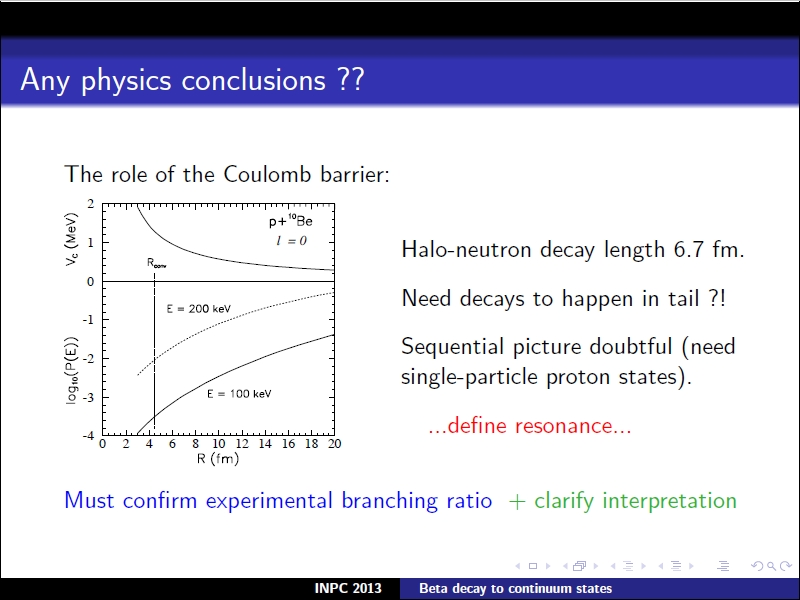 Any physics conclusions ??
The role of the Coulomb barrier:
2
1
0
-1
-2
-3
-4
V_c (MeV)
log₁₀(P(E))
p+¹⁰Be
l = 0
R_conv
E = 200 keV
E = 100 keV
0 2 4 6 8 10 12 14 16 18 20
R (fm)
Halo-neutron decay length 6.7 fm.
Need decays to happen in tail ?!
Sequential picture doubtful (need
single-particle proton states).
...define resonance...
Must confirm experimental branching ratio + clarify interpretation
INPC 2013 Beta decay to continuum states